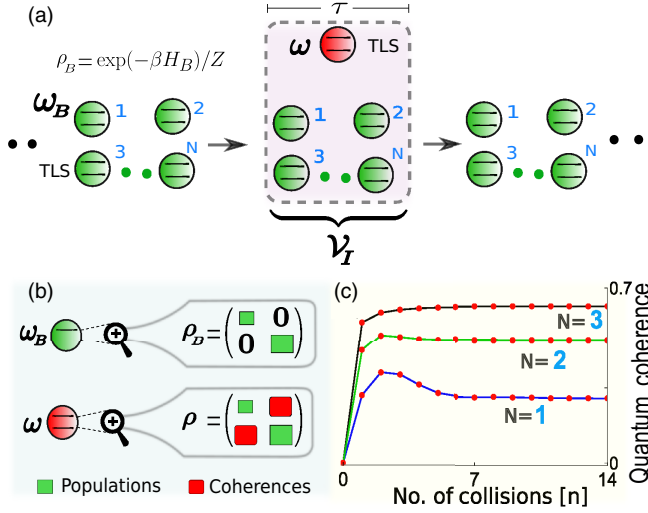 (a)
τ
ω
TLS
ρ_B = exp(−βH_B)/Z
ω_B
1
2
3
N
TLS
1
2
3
N
1
2
3
N
𝒱_I
(b)
ω_B
ρ_B = ( 0 0 )
ω
ρ = ( )
Populations
Coherences
(c)
0.7
N= 3
N= 2
N= 1
0
Quantum coherence
0
7
14
No. of collisions [n]